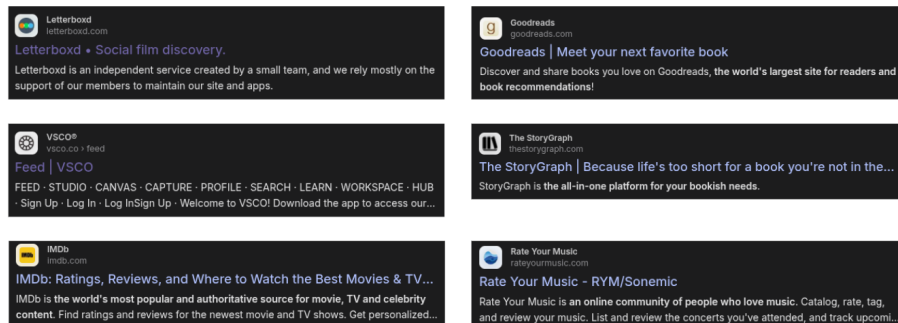 Letterboxd
letterboxd.com
Letterboxd • Social film discovery.
Letterboxd is an independent service created by a small team, and we rely mostly on the
support of our members to maintain our site and apps.
Goodreads
goodreads.com
Goodreads | Meet your next favorite book
Discover and share books you love on Goodreads, the world's largest site for readers and
book recommendations!
VSCO®
vsco.co › feed
Feed | VSCO
FEED · STUDIO · CANVAS · CAPTURE · PROFILE · SEARCH · LEARN · WORKSPACE · HUB
· Sign Up · Log In · Log InSign Up · Welcome to VSCO! Download the app to access our...
The StoryGraph
thestorygraph.com
The StoryGraph | Because life's too short for a book you're not in the...
StoryGraph is the all-in-one platform for your bookish needs.
IMDb
imdb.com
IMDb: Ratings, Reviews, and Where to Watch the Best Movies & TV...
IMDb is the world's most popular and authoritative source for movie, TV and celebrity
content. Find ratings and reviews for the newest movie and TV shows. Get personalized...
Rate Your Music
rateyourmusic.com
Rate Your Music - RYM/Sonemic
Rate Your Music is an online community of people who love music. Catalog, rate, tag,
and review your music. List and review the concerts you've attended, and track upcomi...